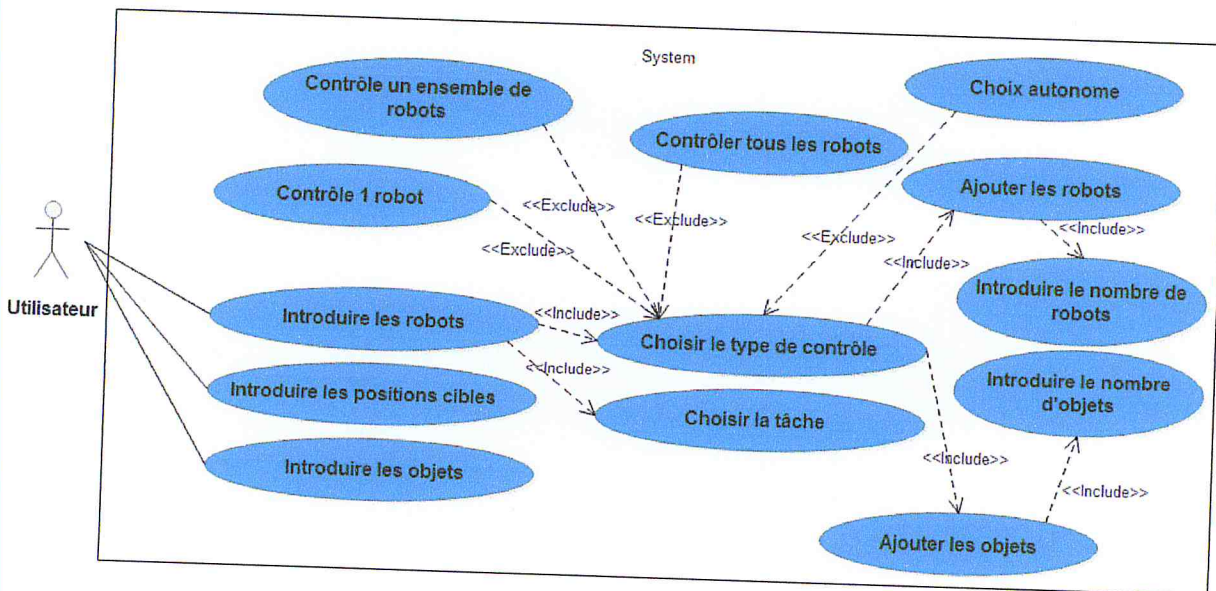 System
Contrôle un ensemble de
robots
Choix autonome
Contrôler tous les robots
Contrôle 1 robot
Ajouter les robots
<<Exclude>>
<<Exclude>>
<<Exclude>>
<<Exclude>>
<<Include>>
<<Include>>
Utilisateur
Introduire les robots
<<Include>>
Choisir le type de contrôle
Introduire le nombre de
robots
<<Include>>
Introduire les positions cibles
Choisir la tâche
Introduire le nombre
d'objets
Introduire les objets
<<Include>>
<<Include>>
Ajouter les objets